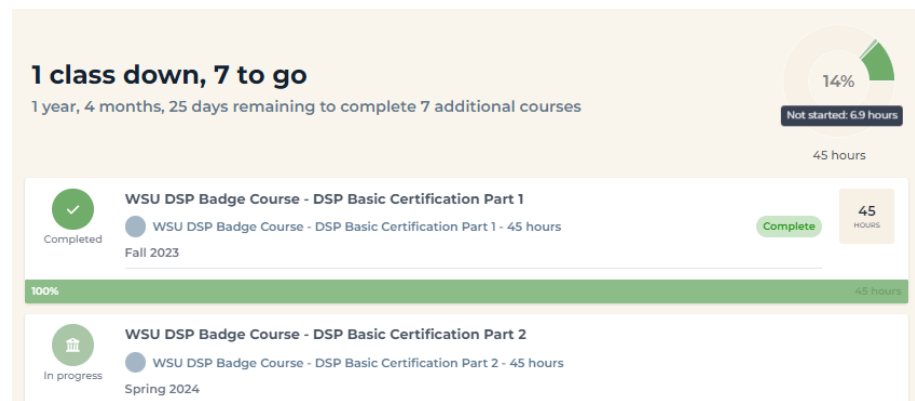 1 class down, 7 to go
1 year, 4 months, 25 days remaining to complete 7 additional courses
14%
Not started: 6.9 hours
45 hours
WSU DSP Badge Course - DSP Basic Certification Part 1
WSU DSP Badge Course - DSP Basic Certification Part 1 - 45 hours
Complete
45
HOURS
Completed
Fall 2023
100%
45 hours
WSU DSP Badge Course - DSP Basic Certification Part 2
WSU DSP Badge Course - DSP Basic Certification Part 2 - 45 hours
In progress
Spring 2024